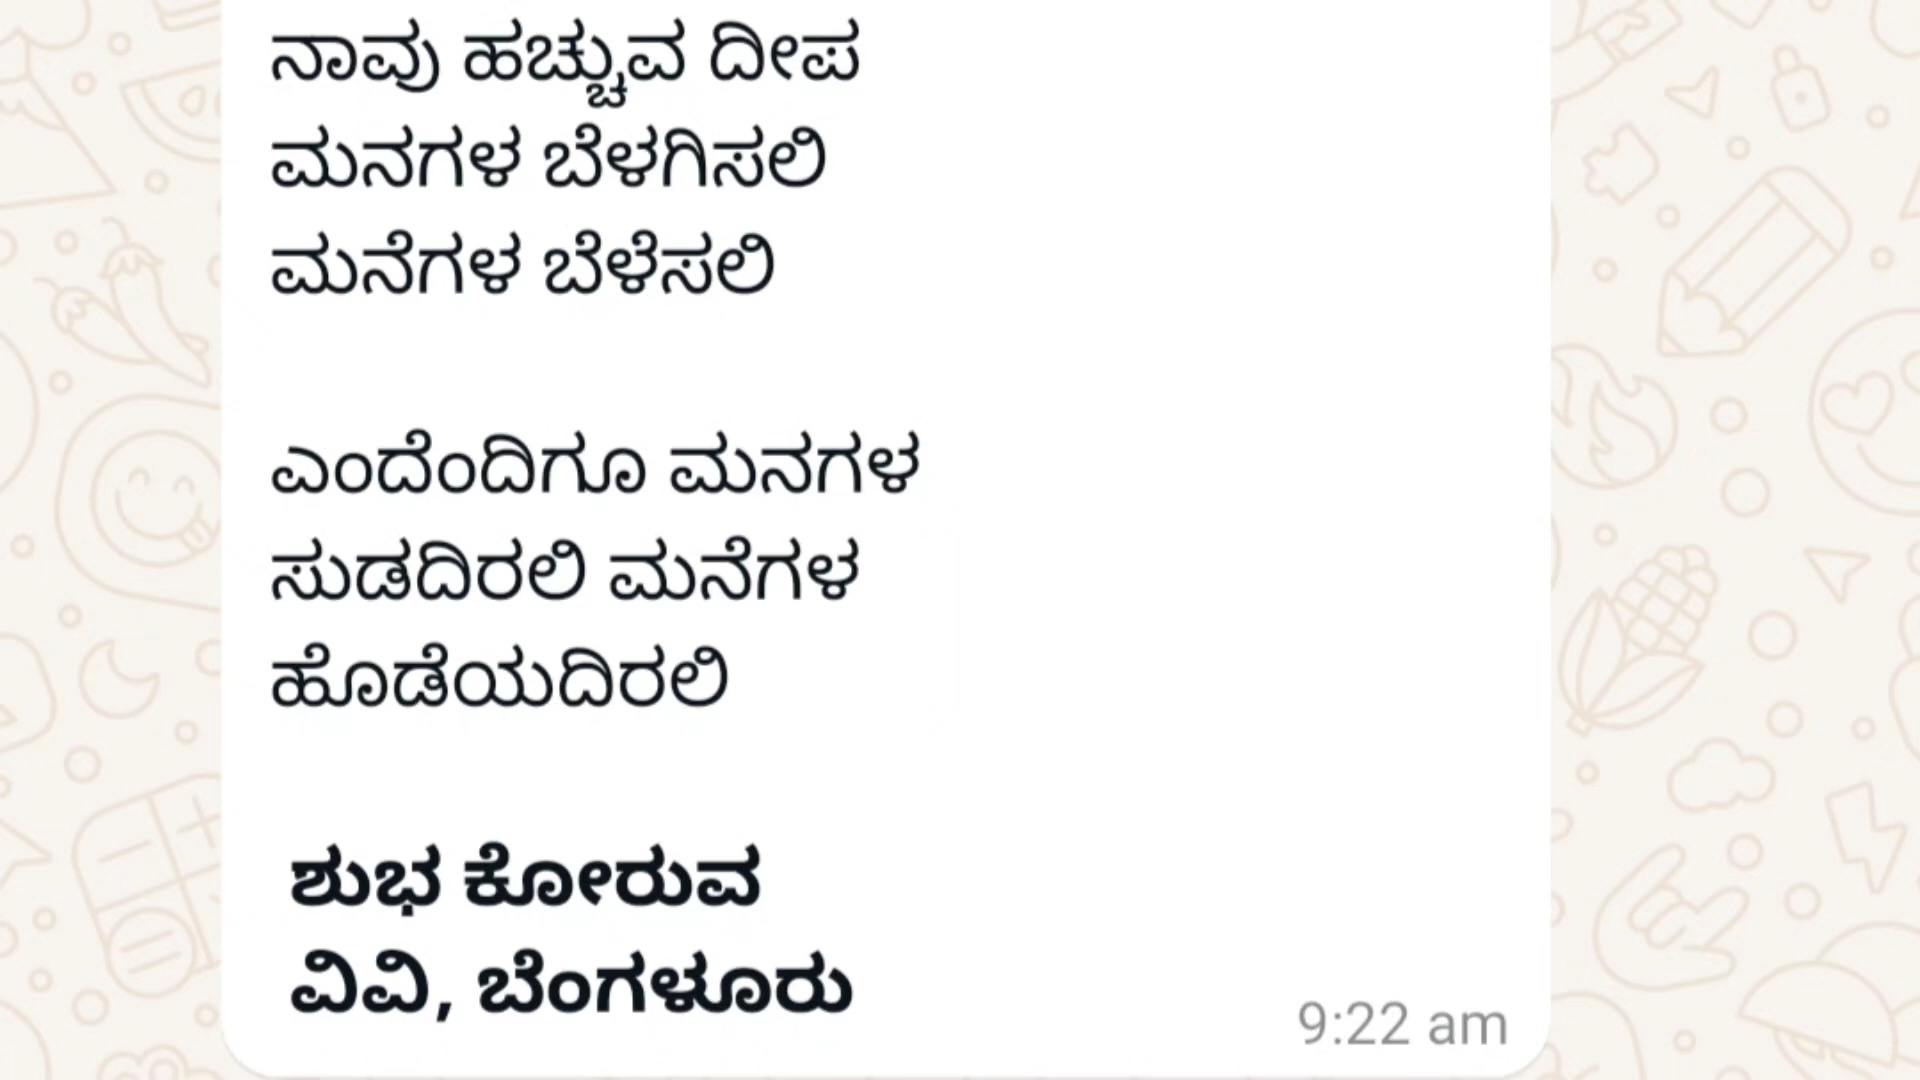 ನಾವು ಹಚ್ಚುವ ದೀಪ
ಮನಗಳ ಬೆಳಗಿಸಲಿ
ಮನೆಗಳ ಬೆಳೆಸಲಿ
ಎಂದೆಂದಿಗೂ ಮನಗಳ
ಸುಡದಿರಲಿ ಮನೆಗಳ
ಹೊಡೆಯದಿರಲಿ
ಶುಭ ಕೋರುವ
ವಿವಿ, ಬೆಂಗಳೂರು
9:22 am